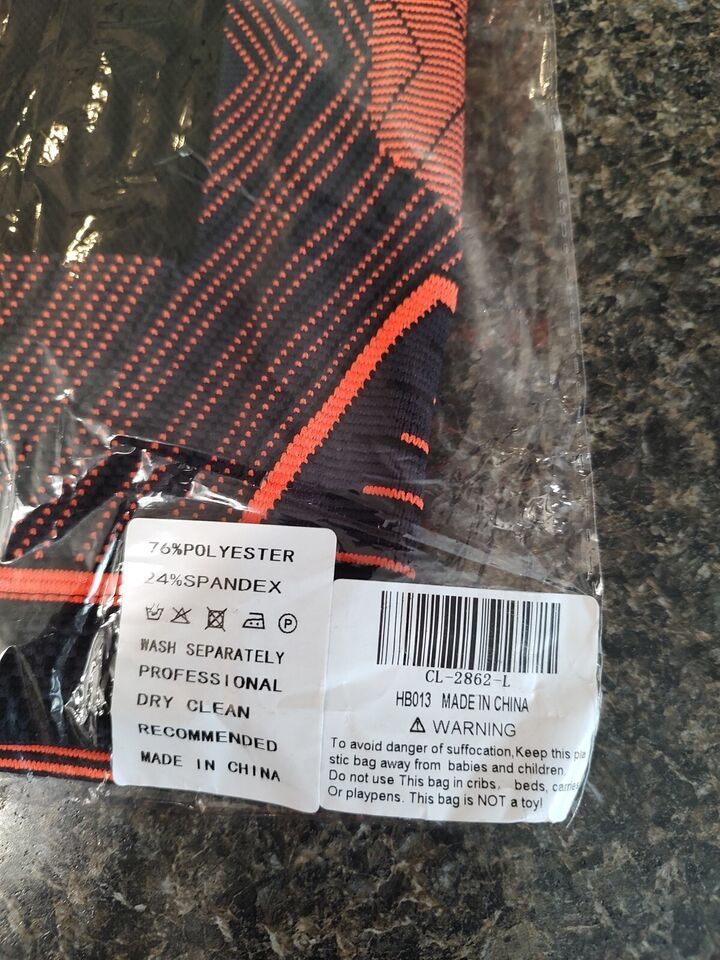 76%POLYESTER
24%SPANDEX
P
WASH SEPARATELY
PROFESSIONAL
DRY CLEAN
RECOMMENDED
MADE IN CHINA
CL-2862-L
HB013 MADE IN CHINA
WARNING
To avoid danger of suffocation,Keep this pla
stic bag away from babies and children.
Do not use This bag in cribs, beds,
Or playpens. This bag is NOT a toy!